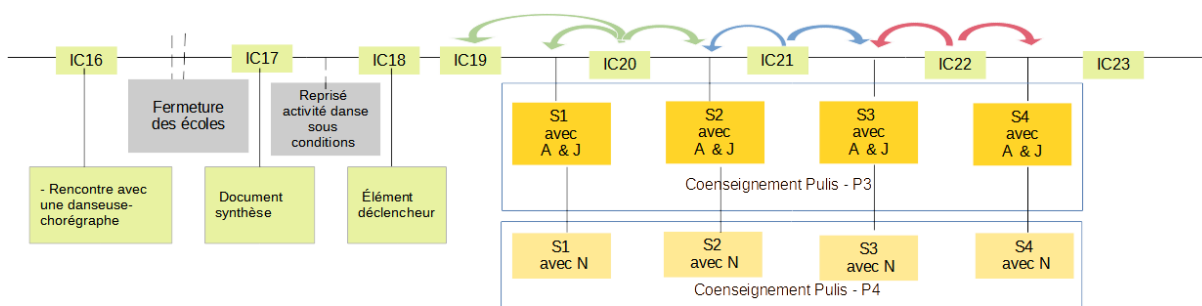 IC16
IC17
IC18
IC19
IC20
IC21
IC22
IC23
Fermeture
des écoles
Reprisé
activité danse
sous
conditions
- Rencontre avec
une danseuse-
chorégraphe
Document
synthèse
Élément
déclencheur
S1
avec
A & J
S2
avec
A & J
S3
avec
A & J
S4
avec
A & J
Coenseignement Pulis - P3
S1
avec N
S2
avec N
S3
avec N
S4
avec N
Coenseignement Pulis - P4